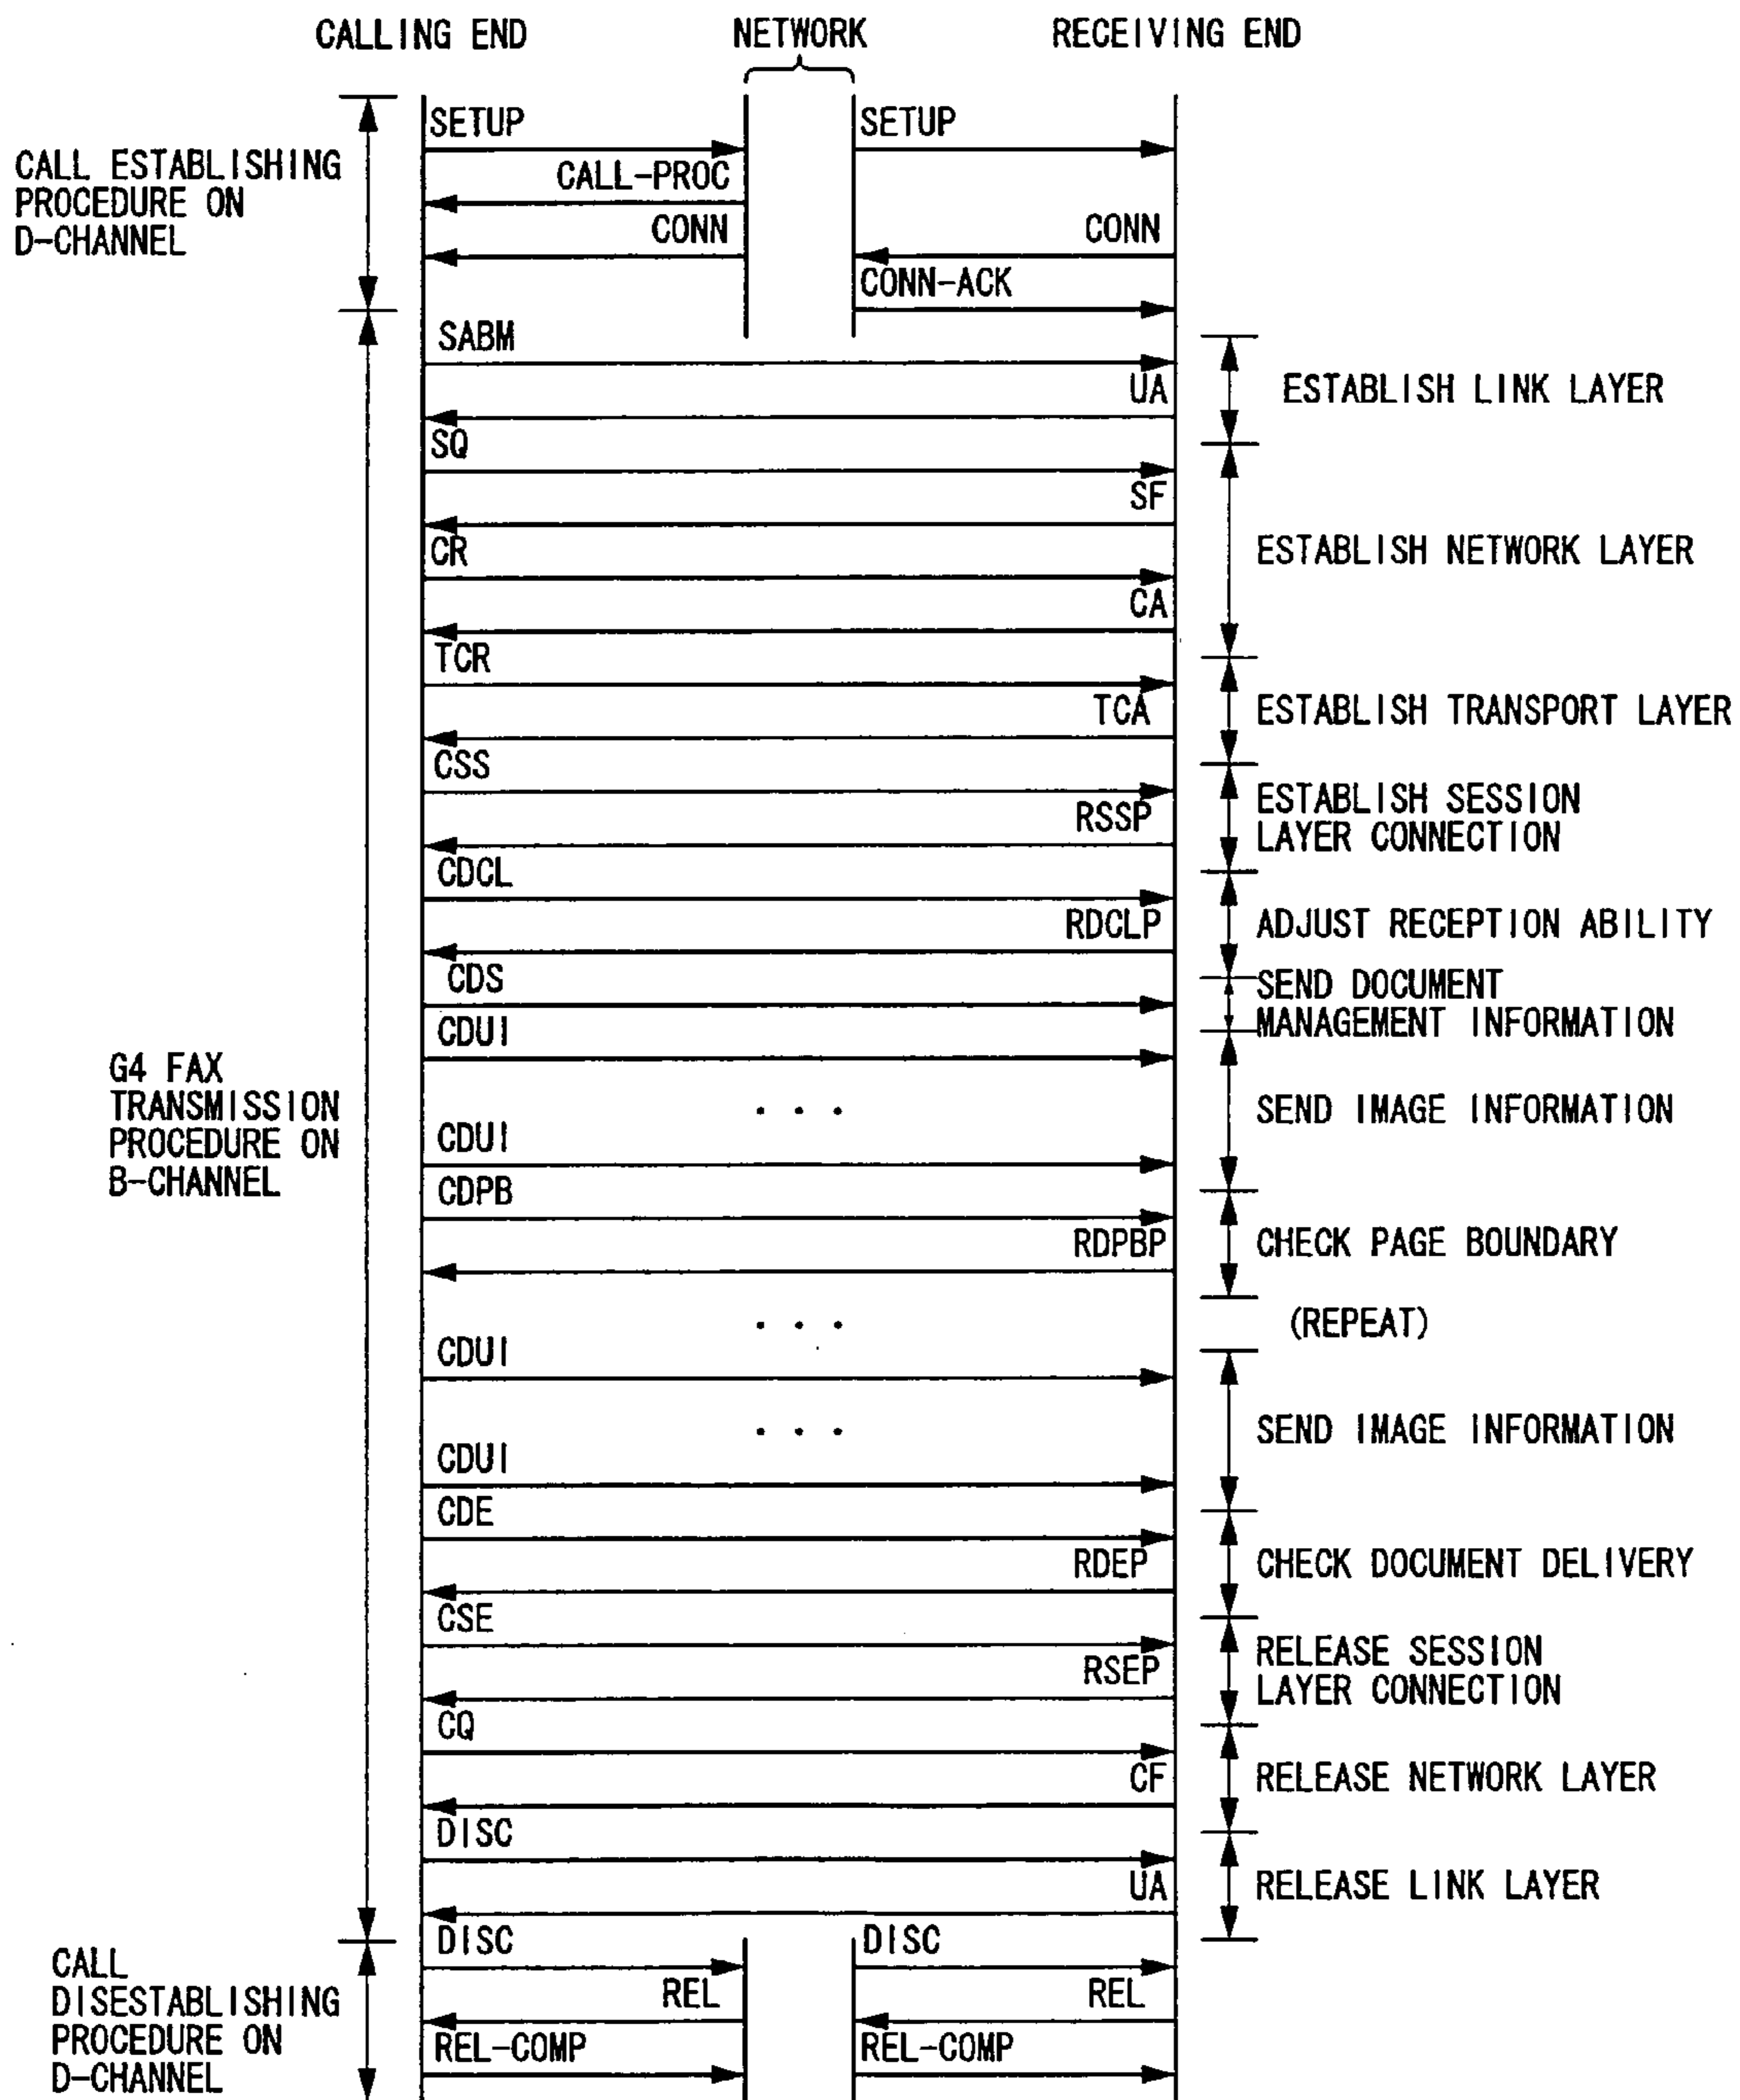 CALLING END NETWORK RECEIVING END
SETUP SETUP
CALL ESTABLISHING
PROCEDURE ON
D-CHANNEL
CALL-PROC
CONN CONN
CONN-ACK
SABM
UA
ESTABLISH LINK LAYER
SQ
SF
CR
ESTABLISH NETWORK LAYER
CA
TCR
TCA
ESTABLISH TRANSPORT LAYER
CSS
RSSP
ESTABLISH SESSION
LAYER CONNECTION
CDCL
RDCLP
ADJUST RECEPTION ABILITY
CDS
SEND DOCUMENT
MANAGEMENT INFORMATION
CDUI
G4 FAX
TRANSMISSION
PROCEDURE ON
B-CHANNEL
. . .
SEND IMAGE INFORMATION
CDUI
CDPB
RDPBP
CHECK PAGE BOUNDARY
. . .
(REPEAT)
CDUI
. . .
SEND IMAGE INFORMATION
CDUI
CDE
RDEP
CHECK DOCUMENT DELIVERY
CSE
RSEP
RELEASE SESSION
LAYER CONNECTION
CQ
CF
RELEASE NETWORK LAYER
DISC
UA
RELEASE LINK LAYER
DISC DISC
CALL
DISESTABLISHING
PROCEDURE ON
D-CHANNEL
REL REL
REL-COMP REL-COMP